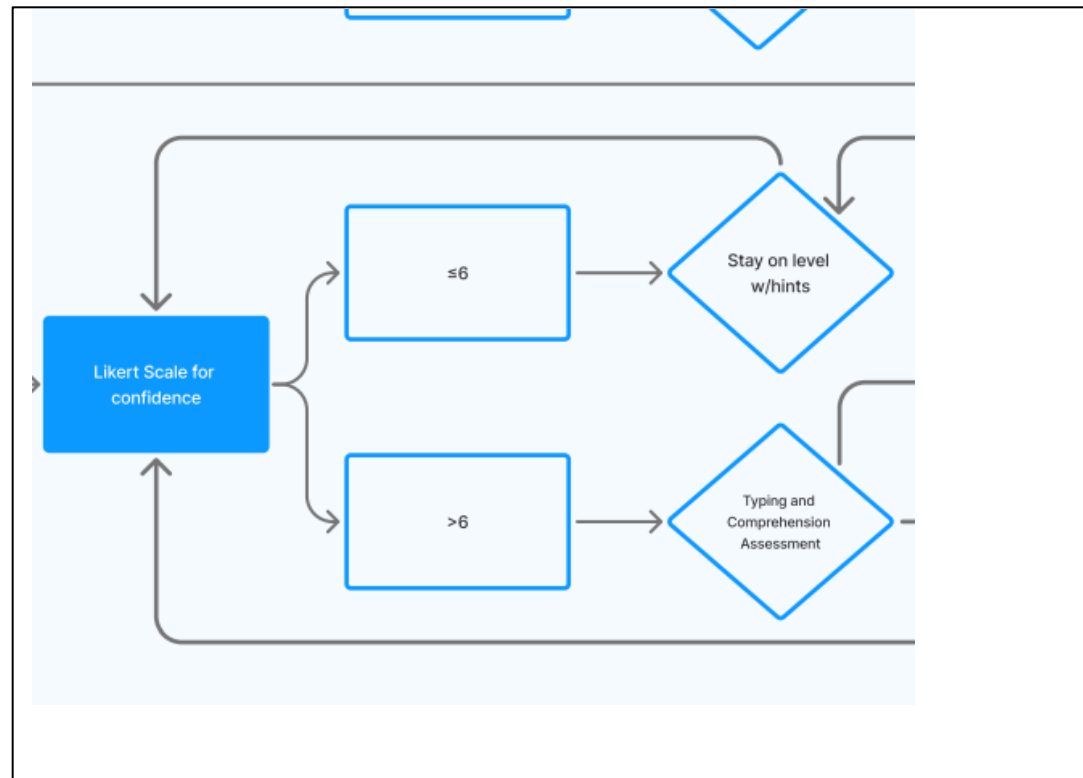 ≤6
Stay on level
w/hints
Likert Scale for
confidence
>6
Typing and
Comprehension
Assessment